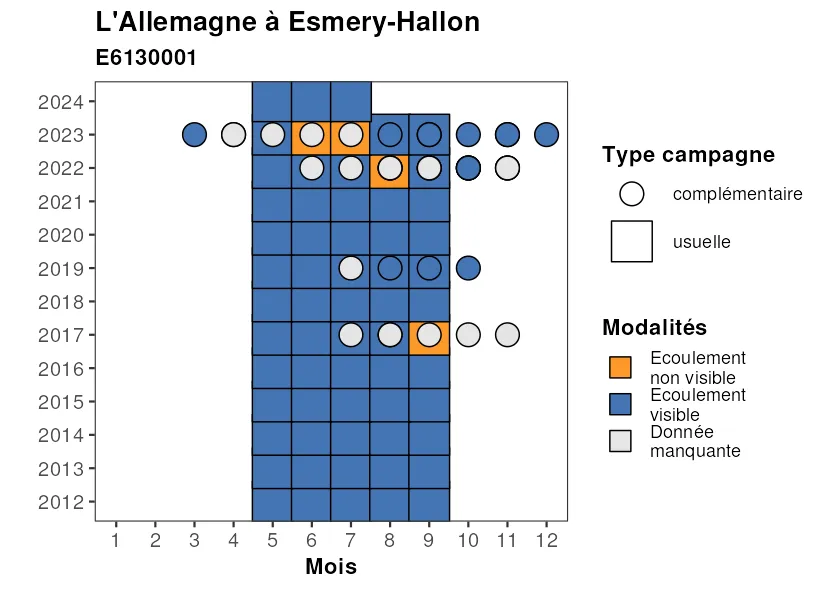 L'Allemagne à Esmery-Hallon
E6130001
2024
2023
2022
2021
2020
2019
2018
2017
2016
2015
2014
2013
2012
1 2 3 4 5 6 7 8 9 10 11 12
Mois
Type campagne
complémentaire
usuelle
Modalités
Ecoulement
non visible
Ecoulement
visible
Donnée
manquante